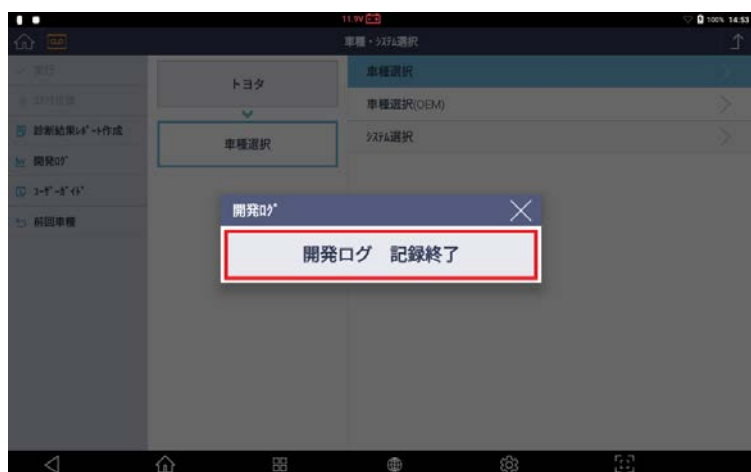 11.9V
100% 14:53
車種・ｼｽﾃﾑ選択
実行
診断結果ﾚﾎﾟｰﾄ作成
開発ﾛｸﾞ
ﾕｰｻﾞｰｶﾞｲﾄﾞ
前回車種
トヨタ
車種選択
車種選択
車種選択(OEM)
ｼｽﾃﾑ選択
開発ﾛｸﾞ
開発ログ　記録終了